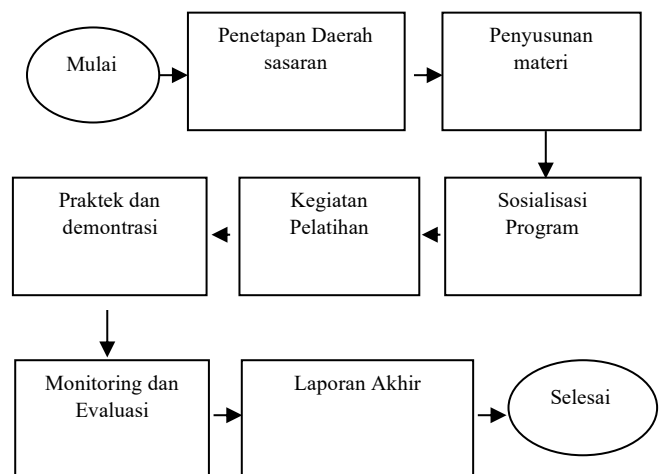 Mulai
Penetapan Daerah
sasaran
Penyusunan
materi
Sosialisasi
Program
Kegiatan
Pelatihan
Praktek dan
demontrasi
Monitoring dan
Evaluasi
Laporan Akhir
Selesai